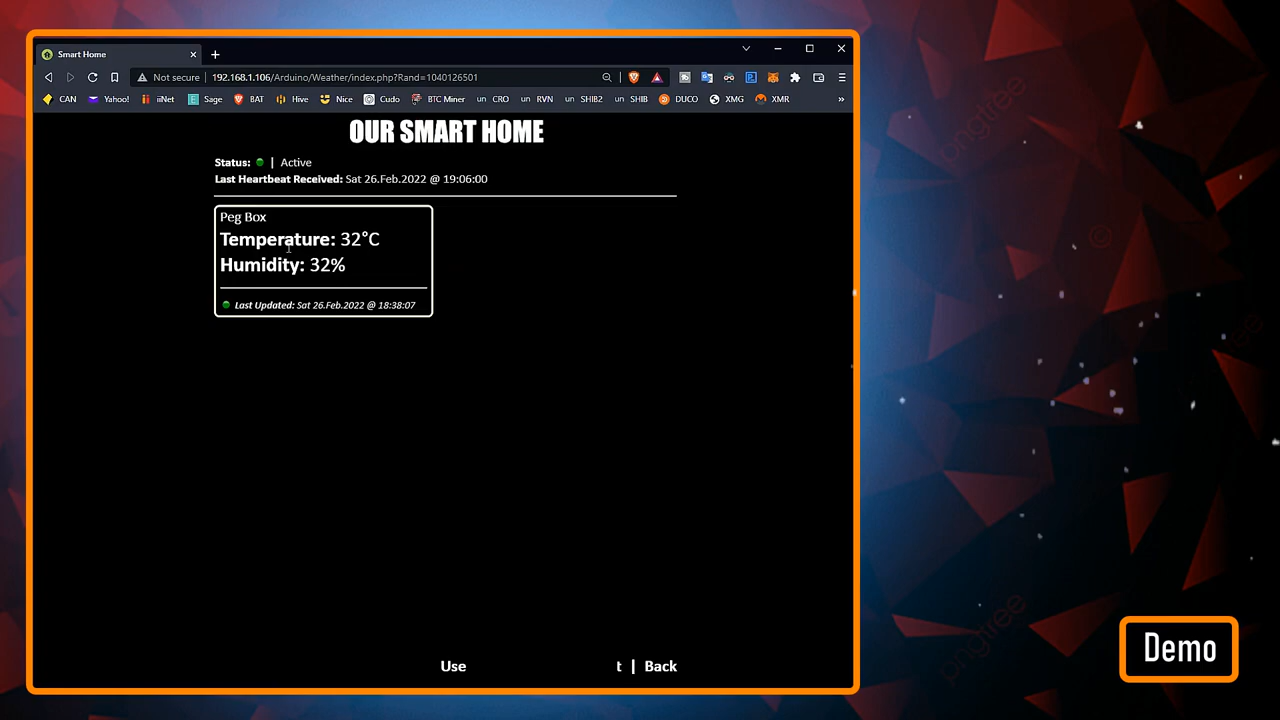 Smart Home
Not secure | 192.168.1.106/Arduino/Weather/index.php?Rand=1040126501
CAN Yahoo! iiNet Sage BAT Hive Nice Cudo BTC Miner un CRO un RVN un SHIB2 un SHIB DUCO XMG XMR »
OUR SMART HOME
Status: | Active
Last Heartbeat Received: Sat 26.Feb.2022 @ 19:06:00
Peg Box
Temperature: 32°C
Humidity: 32%
Last Updated: Sat 26.Feb.2022 @ 18:38:07
Use t | Back
Demo
pngtree
pngtree